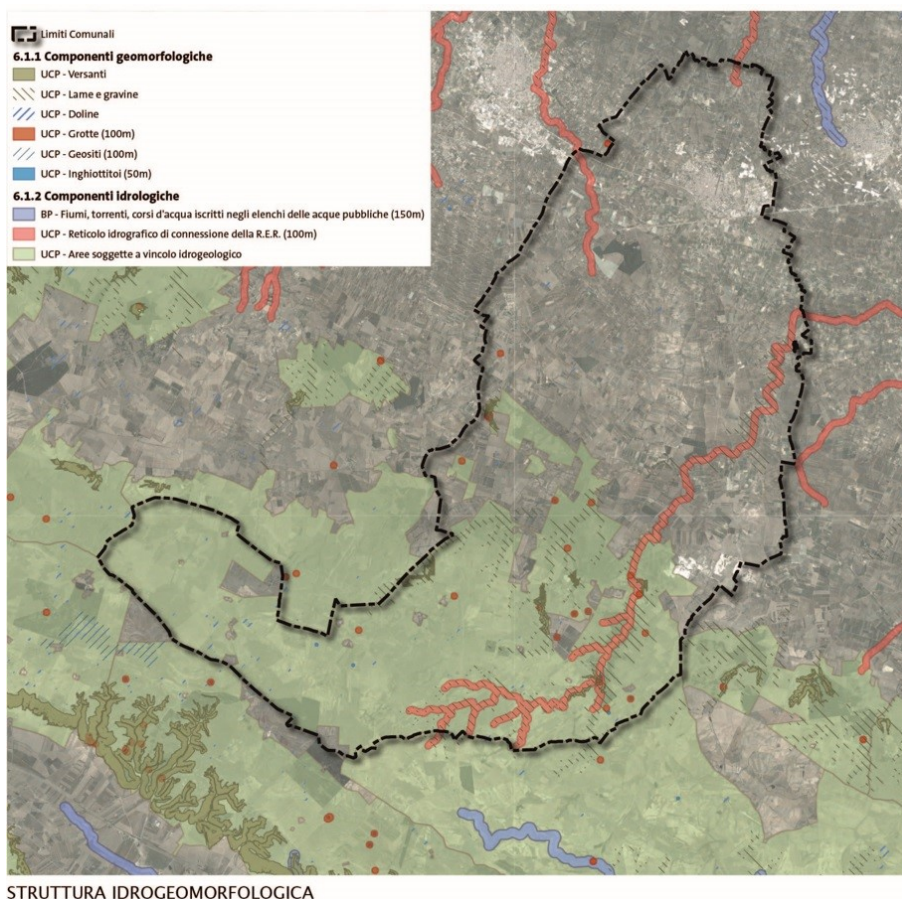 Limiti Comunali
6.1.1 Componenti geomorfologiche
UCP - Versanti
UCP - Lame e gravine
UCP - Doline
UCP - Grotte (100m)
UCP - Geositi (100m)
UCP - Inghiottitoi (50m)
6.1.2 Componenti idrologiche
BP - Fiumi, torrenti, corsi d'acqua iscritti negli elenchi delle acque pubbliche (150m)
UCP - Reticolo idrografico di connessione della R.E.R. (100m)
UCP - Aree soggette a vincolo idrogeologico
STRUTTURA IDROGEOMORFOLOGICA